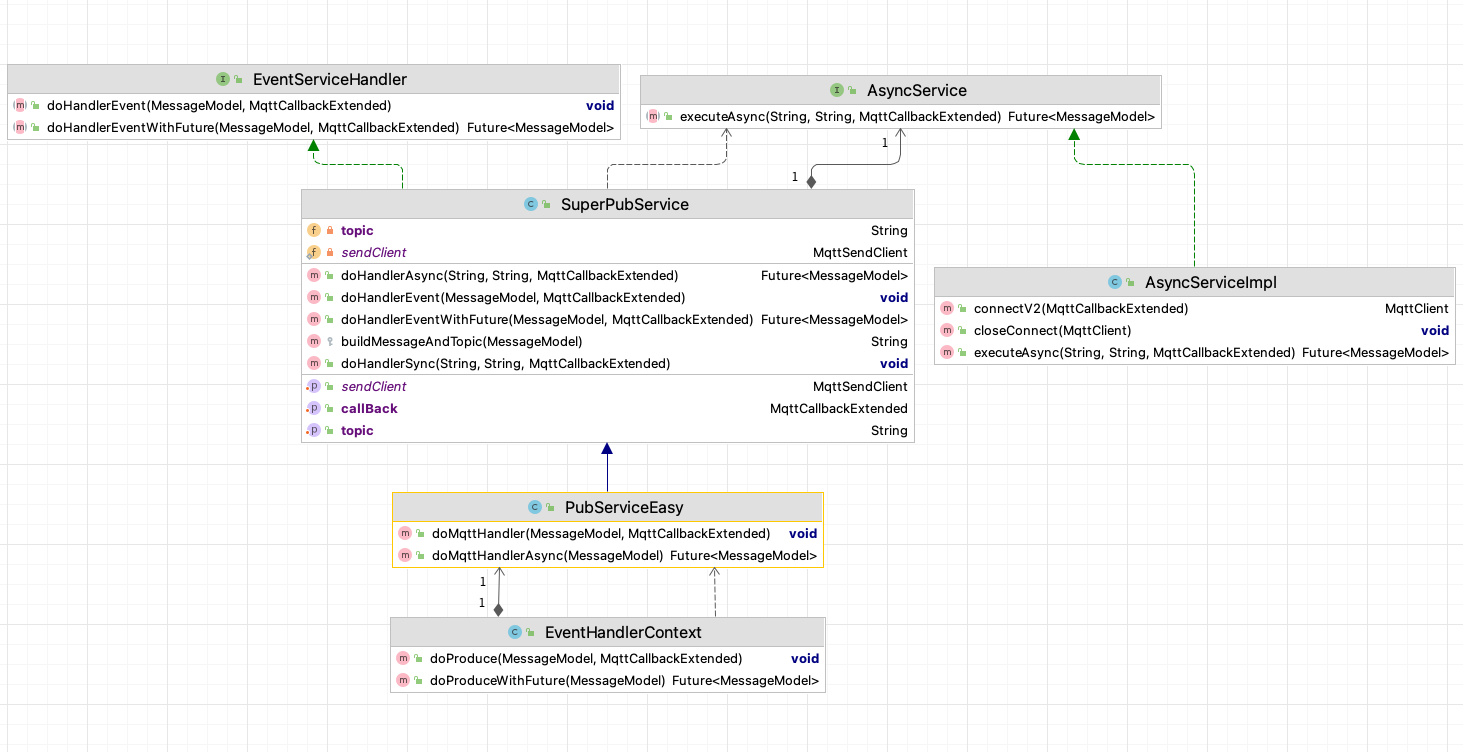 EventServiceHandler
doHandlerEvent(MessageModel, MqttCallbackExtended) void
doHandlerEventWithFuture(MessageModel, MqttCallbackExtended) Future<MessageModel>
AsyncService
executeAsync(String, String, MqttCallbackExtended) Future<MessageModel>
1
1
SuperPubService
topic String
sendClient MqttSendClient
doHandlerAsync(String, String, MqttCallbackExtended) Future<MessageModel>
doHandlerEvent(MessageModel, MqttCallbackExtended) void
doHandlerEventWithFuture(MessageModel, MqttCallbackExtended) Future<MessageModel>
buildMessageAndTopic(MessageModel) String
doHandlerSync(String, String, MqttCallbackExtended) void
sendClient MqttSendClient
callBack MqttCallbackExtended
topic String
AsyncServiceImpl
connectV2(MqttCallbackExtended) MqttClient
closeConnect(MqttClient) void
executeAsync(String, String, MqttCallbackExtended) Future<MessageModel>
PubServiceEasy
doMqttHandler(MessageModel, MqttCallbackExtended) void
doMqttHandlerAsync(MessageModel) Future<MessageModel>
1
1
EventHandlerContext
doProduce(MessageModel, MqttCallbackExtended) void
doProduceWithFuture(MessageModel) Future<MessageModel>